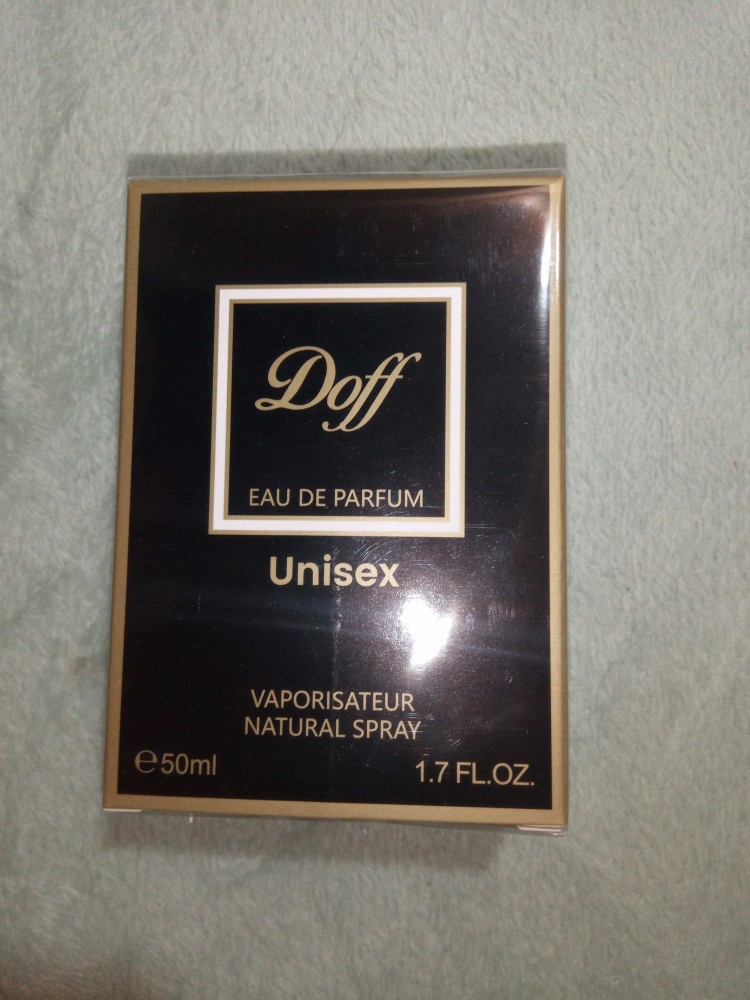 Doff
EAU DE PARFUM
Unisex
VAPORISATEUR
NATURAL SPRAY
℮50ml
1.7 FL.OZ.